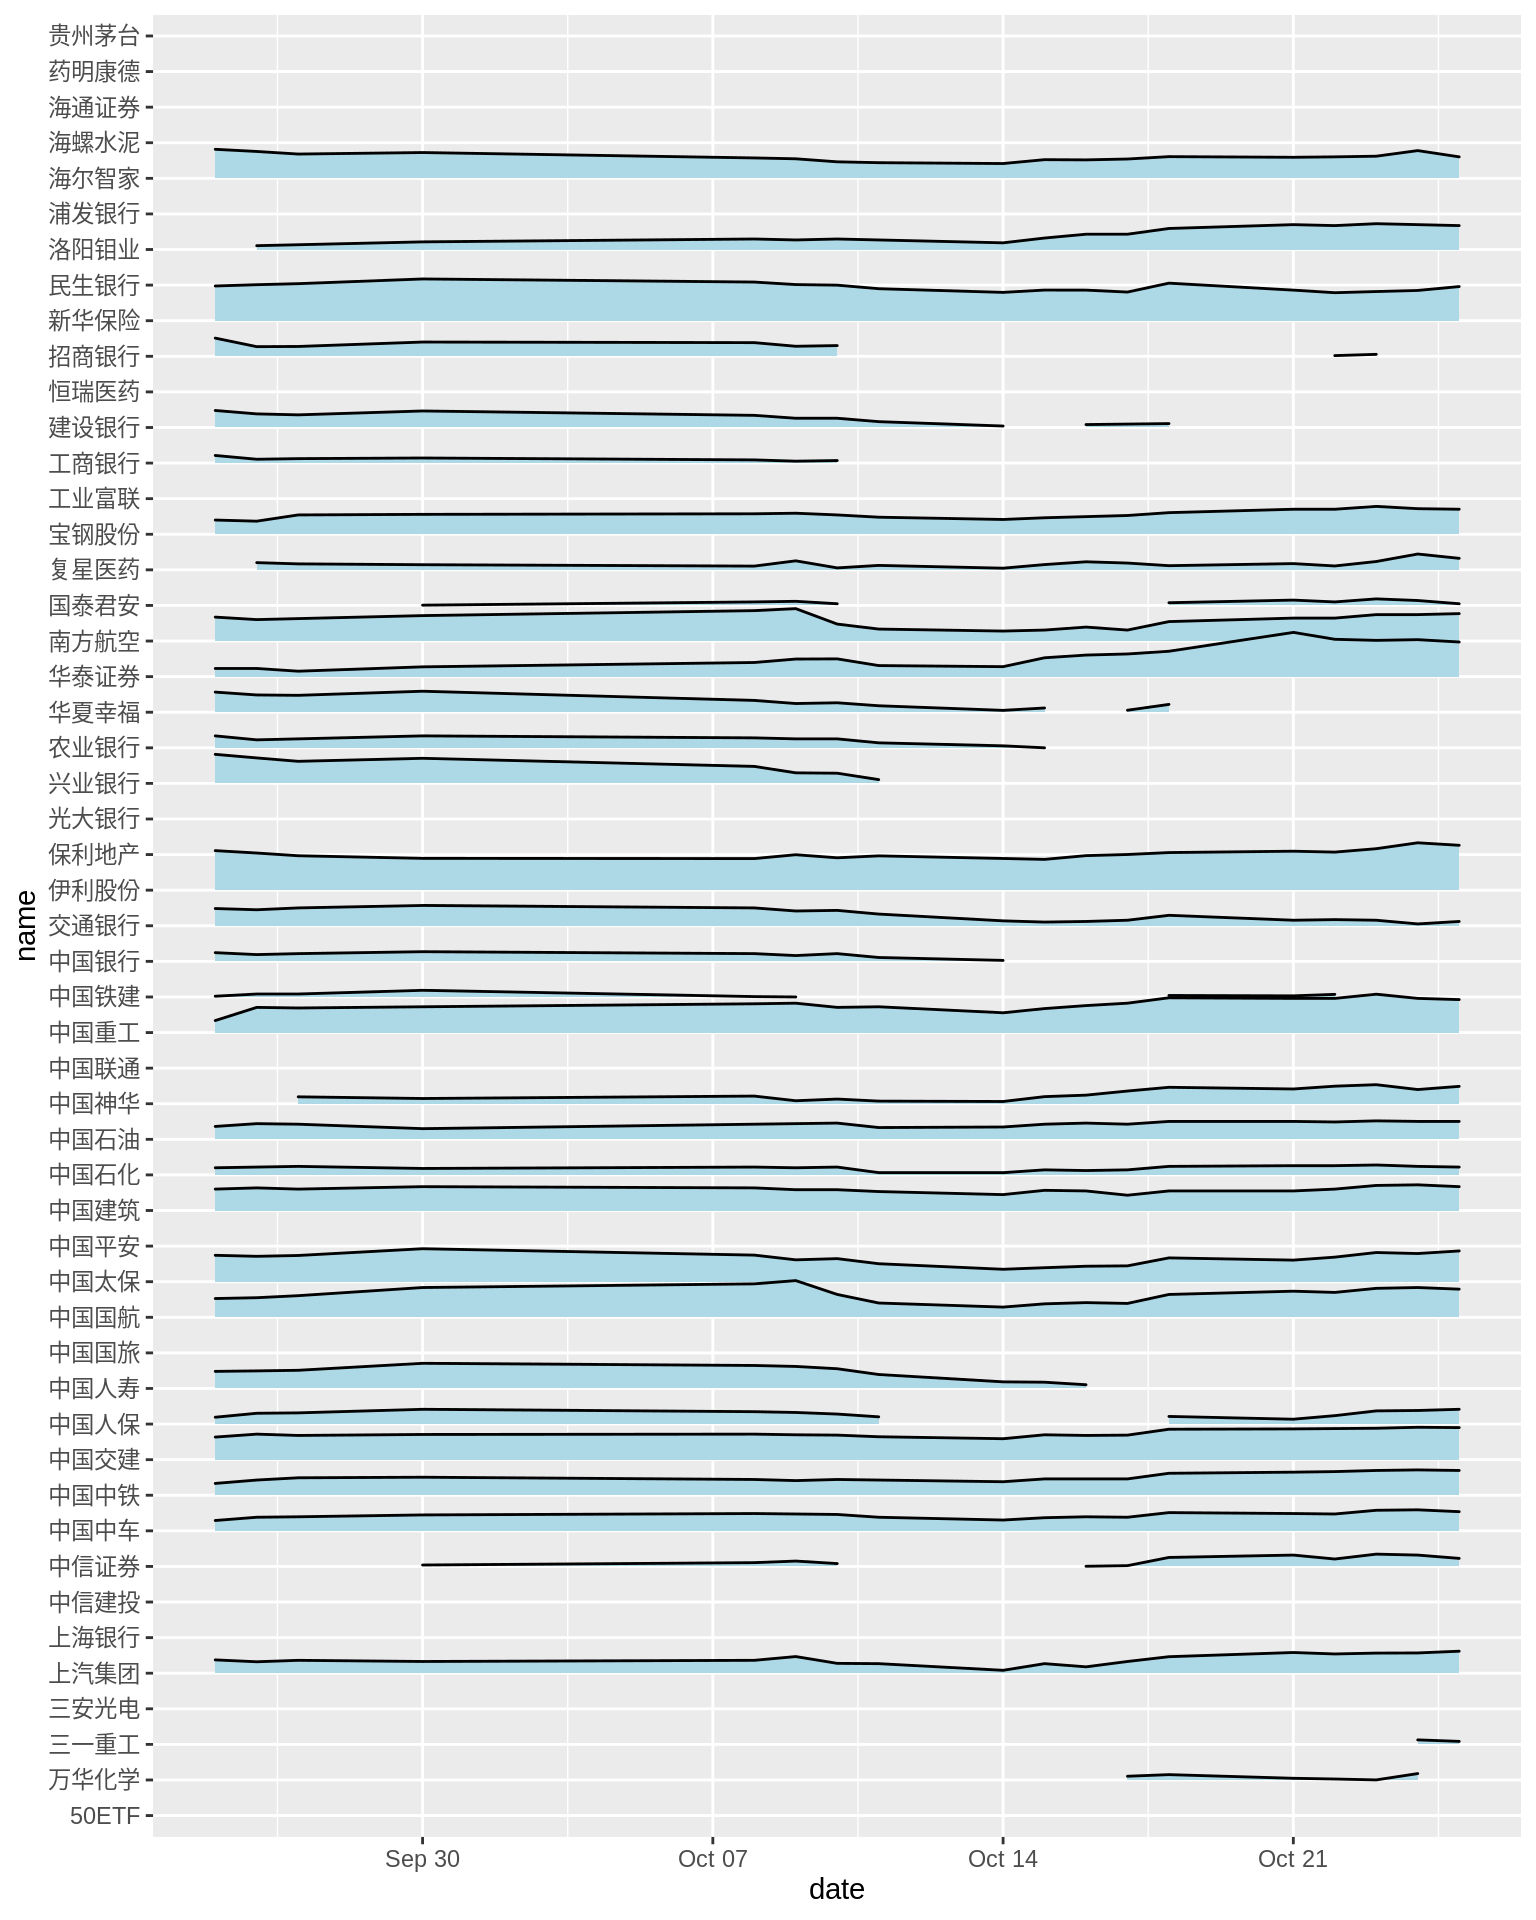 贵州茅台
药明康德
海通证券
海螺水泥
海尔智家
浦发银行
洛阳钼业
民生银行
新华保险
招商银行
恒瑞医药
建设银行
工商银行
工业富联
宝钢股份
复星医药
国泰君安
南方航空
华泰证券
华夏幸福
农业银行
兴业银行
光大银行
保利地产
伊利股份
交通银行
中国银行
中国铁建
中国重工
中国联通
中国神华
中国石油
中国石化
中国建筑
中国平安
中国太保
中国国航
中国国旅
中国人寿
中国人保
中国交建
中国中铁
中国中车
中信证券
中信建投
上海银行
上汽集团
三安光电
三一重工
万华化学
50ETF
name
Sep 30 Oct 07 Oct 14 Oct 21
date